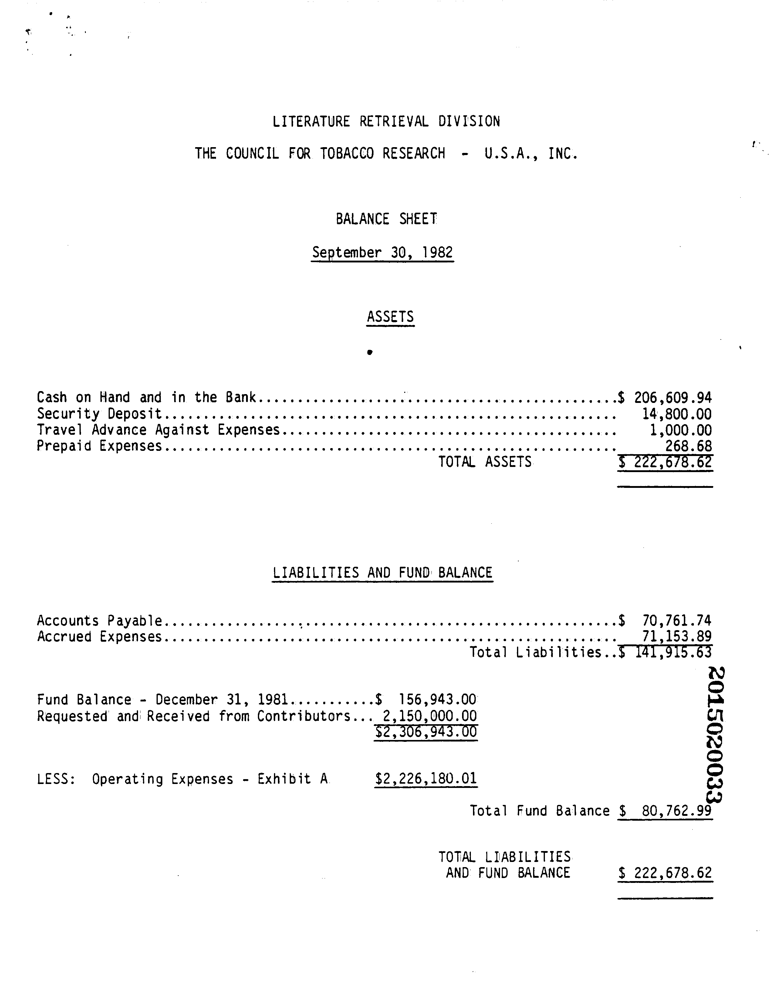 LITERATURE RETRIEVAL DIVISION
THE COUNCIL FOR TOBACCO RESEARCH - U.S.A., INC.
BALANCE SHEET
September 30, 1982
ASSETS
Cash on Hand and in the Bank..............................................$ 206,609.94
Security Deposit.......................................................... 14,800.00
Travel Advance Against Expenses........................................... 1,000.00
Prepaid Expenses.......................................................... 268.68
TOTAL ASSETS $ 222,678.62
LIABILITIES AND FUND BALANCE
Accounts Payable..........................................................$ 70,761.74
Accrued Expenses.......................................................... 71,153.89
Total Liabilities..$ 141,915.63
Fund Balance - December 31, 1981...........$ 156,943.00
Requested and Received from Contributors... 2,150,000.00
$2,306,943.00
LESS: Operating Expenses - Exhibit A $2,226,180.01
Total Fund Balance $ 80,762.99
TOTAL LIABILITIES
AND FUND BALANCE $ 222,678.62
2015020033